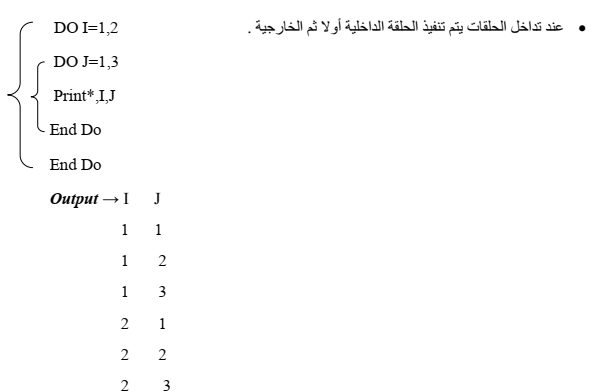 DO I=1,2
• عند تداخل الحلقات يتم تنفيذ الحلقة الداخلية أولا ثم الخارجية .
DO J=1,3
Print*,I,J
End Do
End Do
Output → I J
1 1
1 2
1 3
2 1
2 2
2 3